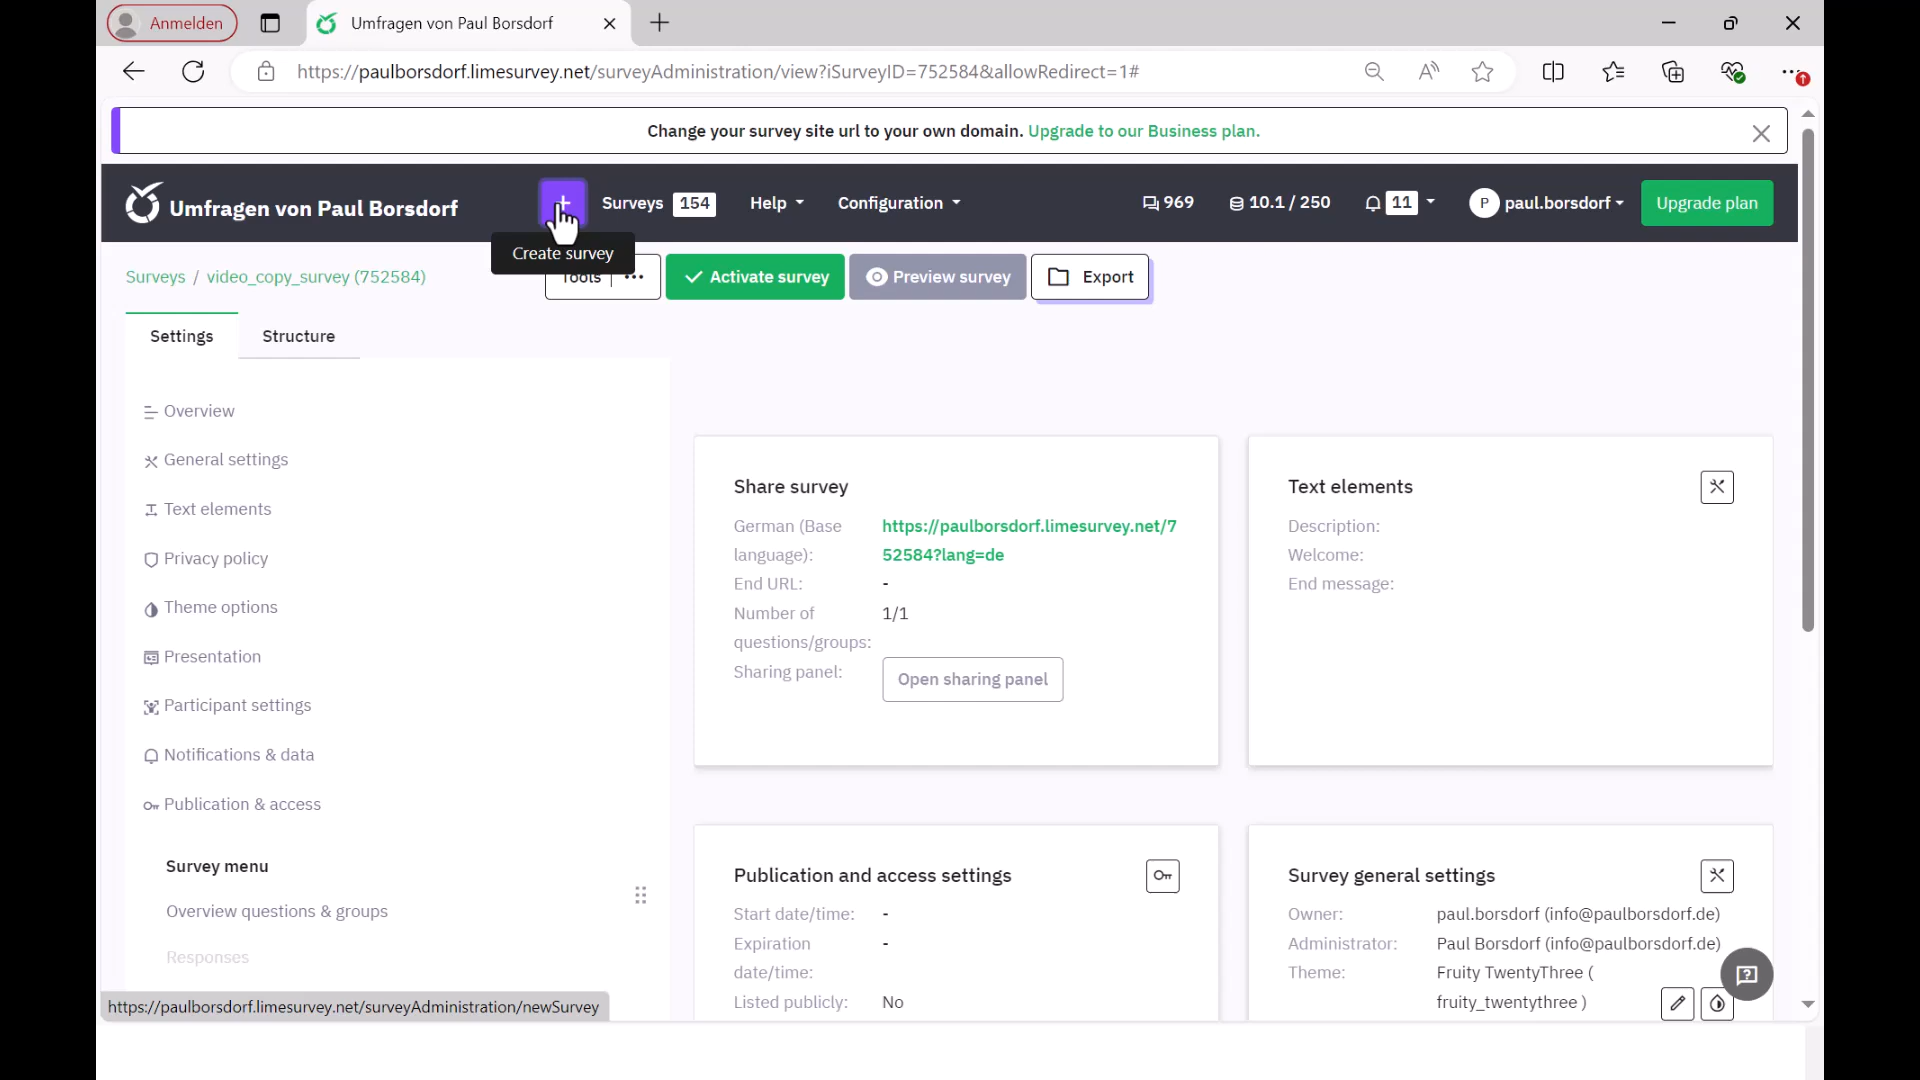 Anmelden
Umfragen von Paul Borsdorf
https://paulborsdorf.limesurvey.net/surveyAdministration/view?iSurveyID=752584&allowRedirect=1#
Change your survey site url to your own domain. Upgrade to our Business plan.
Umfragen von Paul Borsdorf
Surveys 154
Help
Configuration
969
10.1 / 250
11
P paul.borsdorf
Upgrade plan
Create survey
Surveys / video_copy_survey (752584)
Tools
Activate survey
Preview survey
Export
Settings
Structure
Overview
General settings
Text elements
Privacy policy
Theme options
Presentation
Participant settings
Notifications & data
Publication & access
Survey menu
Overview questions & groups
Responses
Share survey
German (Base language): https://paulborsdorf.limesurvey.net/7
52584?lang=de
End URL: -
Number of questions/groups: 1/1
Sharing panel: Open sharing panel
Text elements
Description:
Welcome:
End message:
Publication and access settings
Start date/time: -
Expiration date/time: -
Listed publicly: No
Survey general settings
Owner: paul.borsdorf (info@paulborsdorf.de)
Administrator: Paul Borsdorf (info@paulborsdorf.de)
Theme: Fruity TwentyThree (
fruity_twentythree )
https://paulborsdorf.limesurvey.net/surveyAdministration/newSurvey